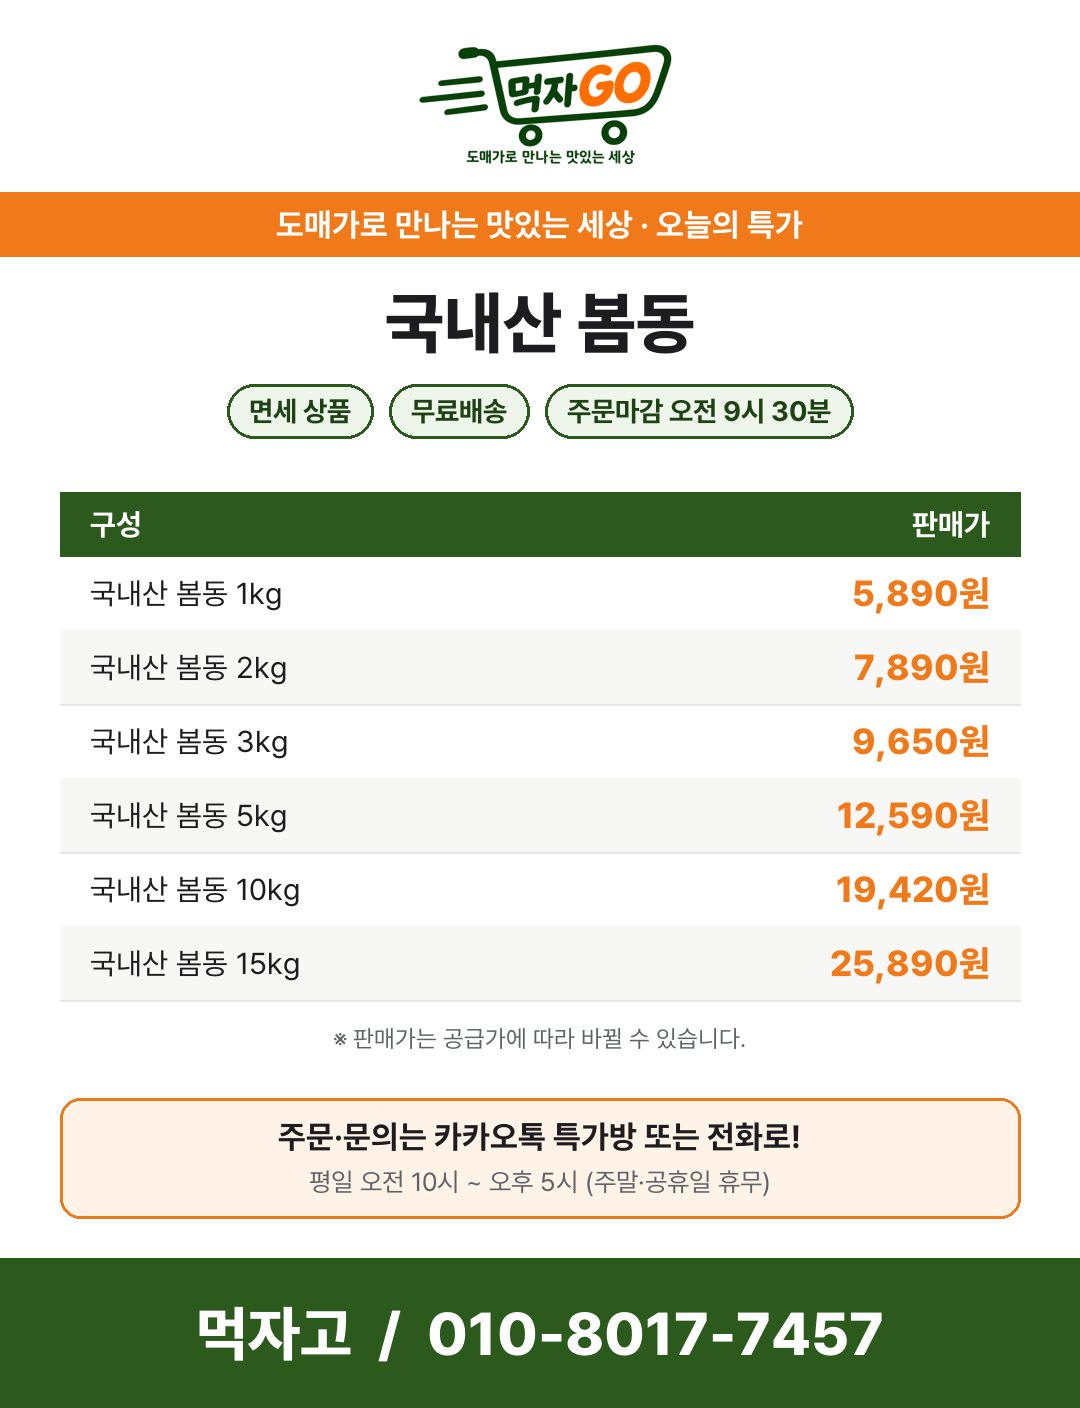 먹자GO
도매가로 만나는 맛있는 세상
도매가로 만나는 맛있는 세상 · 오늘의 특가
국내산 봄동
면세 상품 무료배송 주문마감 오전 9시 30분
구성 판매가
국내산 봄동 1kg 5,890원
국내산 봄동 2kg 7,890원
국내산 봄동 3kg 9,650원
국내산 봄동 5kg 12,590원
국내산 봄동 10kg 19,420원
국내산 봄동 15kg 25,890원
※ 판매가는 공급가에 따라 바뀔 수 있습니다.
주문·문의는 카카오톡 특가방 또는 전화로!
평일 오전 10시 ~ 오후 5시 (주말·공휴일 휴무)
먹자고 / 010-8017-7457